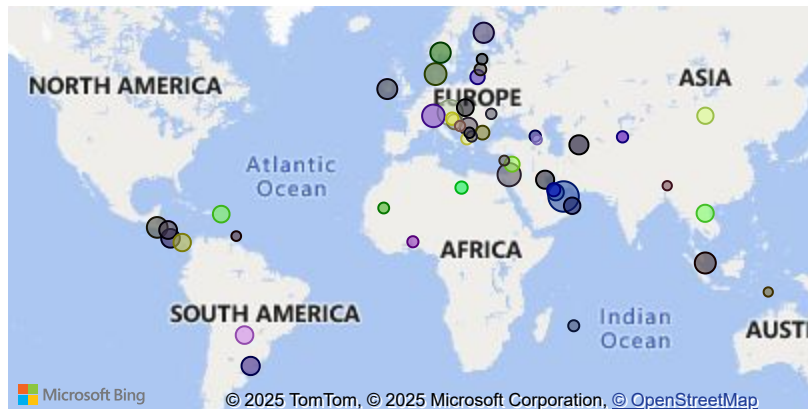 NORTH AMERICA
EUROPE
ASIA
Atlantic
Ocean
AFRICA
SOUTH AMERICA
Indian
Ocean
AUST
Microsoft Bing
© 2025 TomTom, © 2025 Microsoft Corporation, © OpenStreetMap